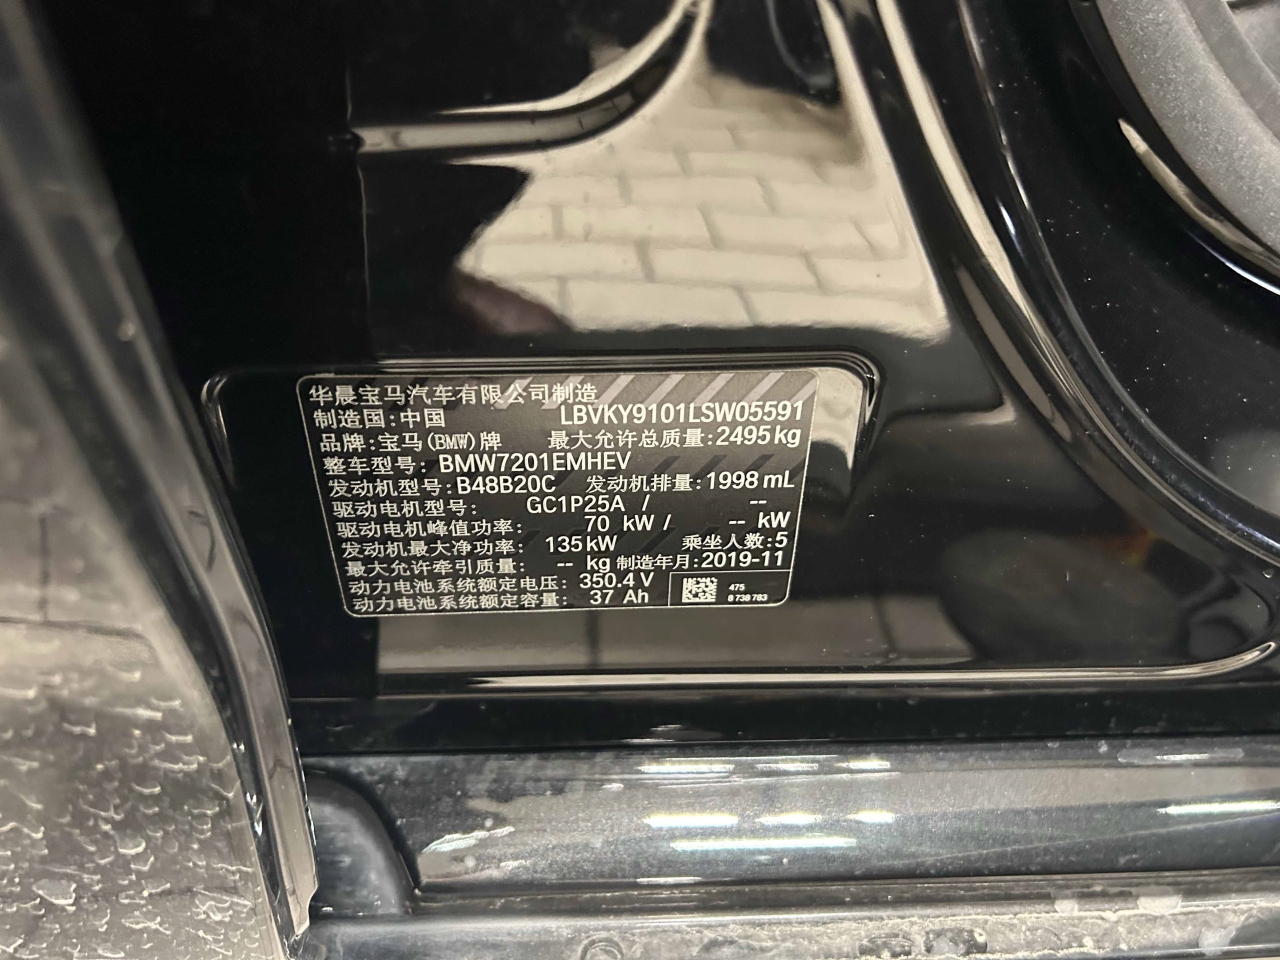 华晨宝马汽车有限公司制造
制造国:中国 LBVKY9101LSW05591
品牌:宝马(BMW)牌 最大允许总质量:2495kg
整车型号: BMW7201EMHEV
发动机型号:B48B20C 发动机排量:1998 mL
驱动电机型号: GC1P25A / --
驱动电机峰值功率: 70 kW / -- kW
发动机最大净功率: 135kW 乘坐人数:5
最大允许牵引质量: -- kg 制造年月:2019-11
动力电池系统额定电压: 350.4 V
动力电池系统额定容量: 37 Ah
475
8 738 783